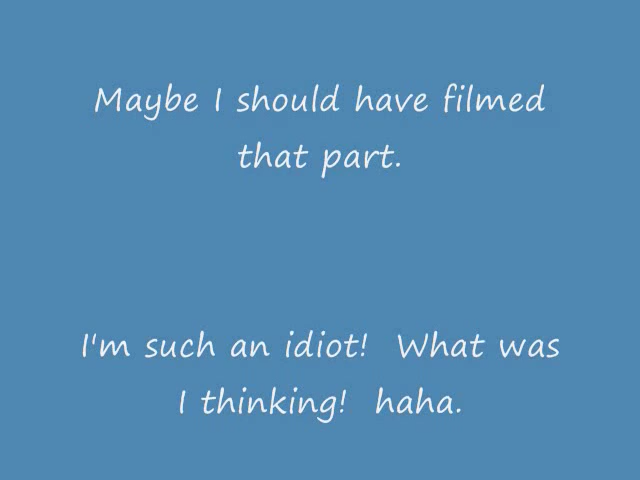 Maybe I should have filmed
that part.
I'm such an idiot!  What was
I thinking!  haha.